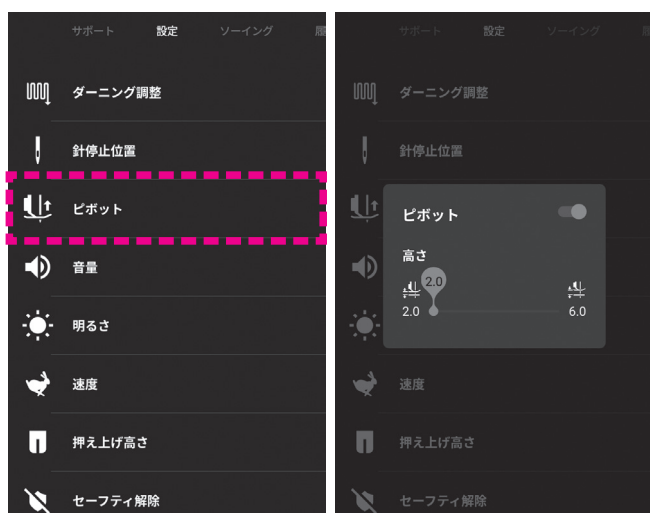 サポート 設定 ソーイング
ダーニング調整
針停止位置
ピボット
音量
明るさ
速度
押え上げ高さ
セーフティ解除
サポート 設定 ソーイング
ダーニング調整
針停止位置
ピボット
高さ
2.0
2.0 6.0
速度
押え上げ高さ
セーフティ解除